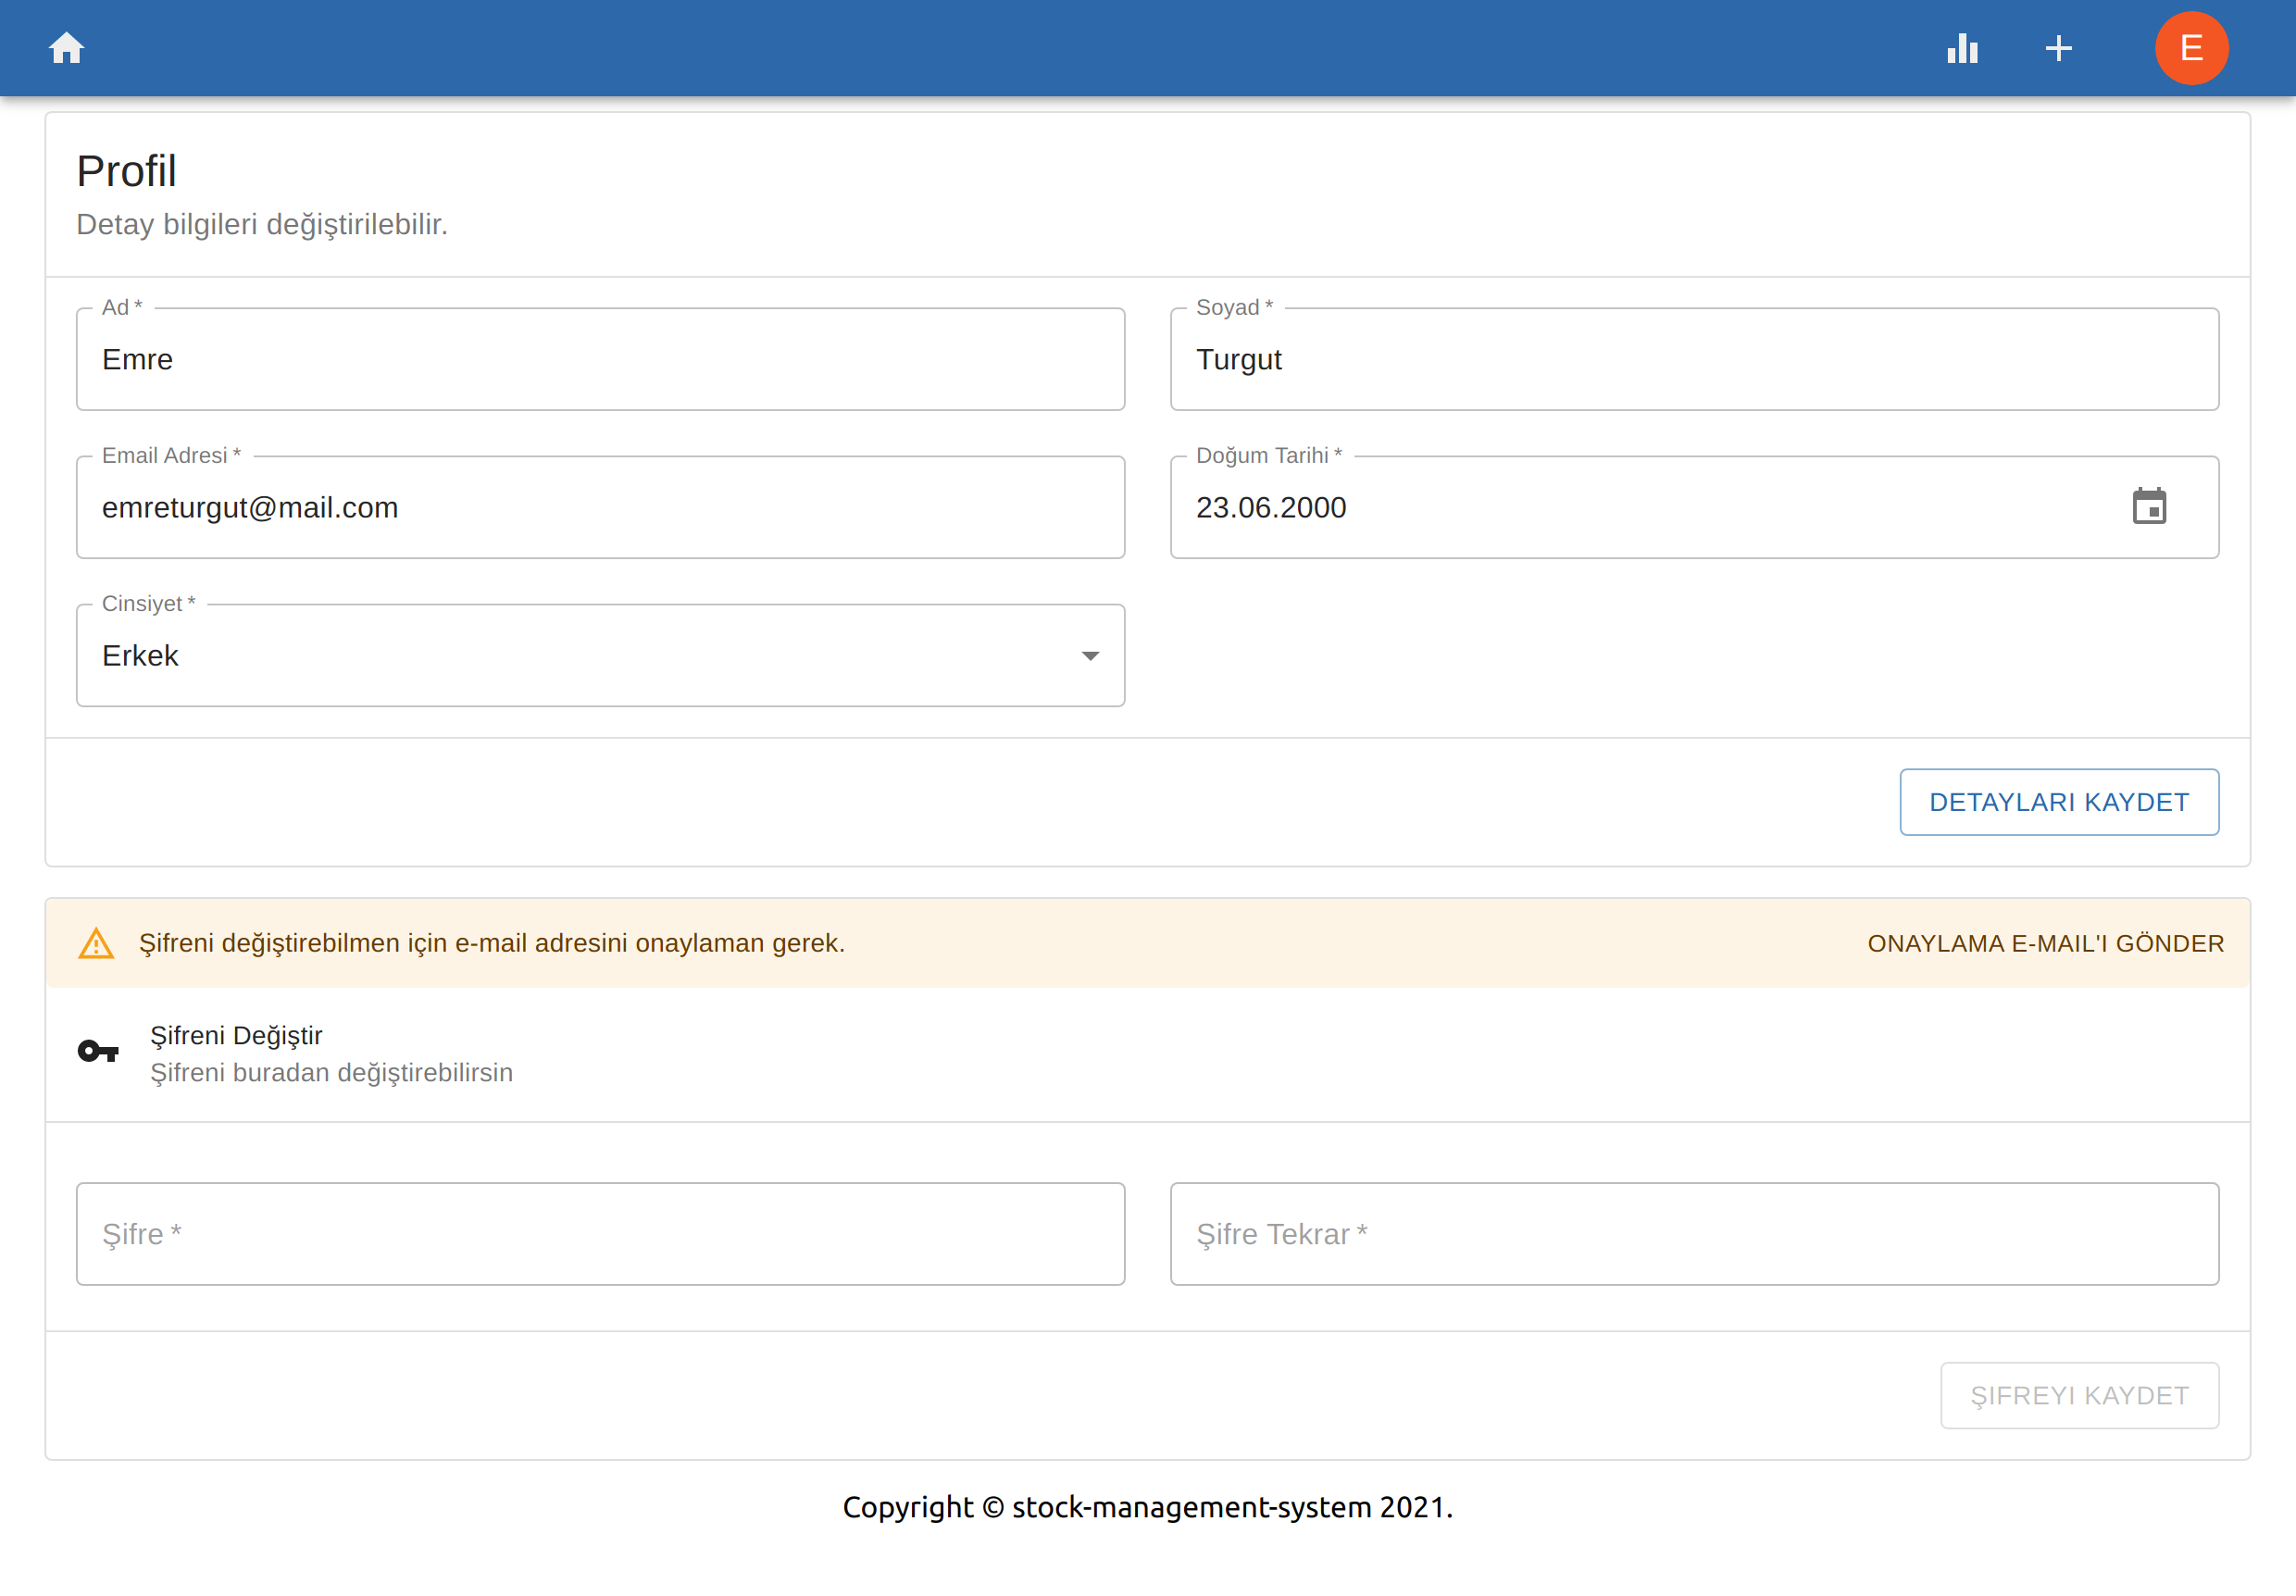 E
Profil
Detay bilgileri değiştirilebilir.
Ad *
Emre
Soyad *
Turgut
Email Adresi *
emreturgut@mail.com
Doğum Tarihi *
23.06.2000
Cinsiyet *
Erkek
DETAYLARI KAYDET
Şifreni değiştirebilmen için e-mail adresini onaylaman gerek.
ONAYLAMA E-MAIL'I GÖNDER
Şifreni Değiştir
Şifreni buradan değiştirebilirsin
Şifre *
Şifre Tekrar *
ŞIFREYI KAYDET
Copyright © stock-management-system 2021.